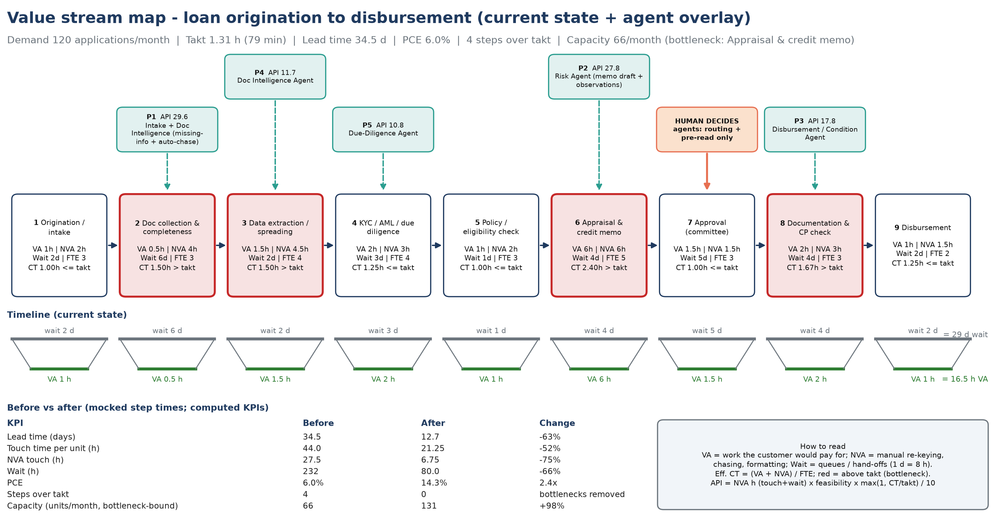 Value stream map - loan origination to disbursement (current state + agent overlay)
Demand 120 applications/month | Takt 1.31 h (79 min) | Lead time 34.5 d | PCE 6.0% | 4 steps over takt | Capacity 66/month (bottleneck: Appraisal & credit memo)
P4 API 11.7
Doc Intelligence Agent
P2 API 27.8
Risk Agent (memo draft +
observations)
P1 API 29.6
Intake + Doc
Intelligence (missing-
info + auto-chase)
P5 API 10.8
Due-Diligence Agent
HUMAN DECIDES
agents: routing +
pre-read only
P3 API 17.8
Disbursement / Condition
Agent
1 Origination /
intake
VA 1h | NVA 2h
Wait 2d | FTE 3
CT 1.00h <= takt
2 Doc collection &
completeness
VA 0.5h | NVA 4h
Wait 6d | FTE 3
CT 1.50h > takt
3 Data extraction /
spreading
VA 1.5h | NVA 4.5h
Wait 2d | FTE 4
CT 1.50h > takt
4 KYC / AML / due
diligence
VA 2h | NVA 3h
Wait 3d | FTE 4
CT 1.25h <= takt
5 Policy /
eligibility check
VA 1h | NVA 2h
Wait 1d | FTE 3
CT 1.00h <= takt
6 Appraisal &
credit memo
VA 6h | NVA 6h
Wait 4d | FTE 5
CT 2.40h > takt
7 Approval
(committee)
VA 1.5h | NVA 1.5h
Wait 5d | FTE 3
CT 1.00h <= takt
8 Documentation &
CP check
VA 2h | NVA 3h
Wait 4d | FTE 3
CT 1.67h > takt
9 Disbursement
VA 1h | NVA 1.5h
Wait 2d | FTE 2
CT 1.25h <= takt
Timeline (current state)
wait 2 d wait 6 d wait 2 d wait 3 d wait 1 d wait 4 d wait 5 d wait 4 d wait 2 d = 29 d wait
VA 1 h VA 0.5 h VA 1.5 h VA 2 h VA 1 h VA 6 h VA 1.5 h VA 2 h VA 1 h = 16.5 h VA
Before vs after (mocked step times; computed KPIs)
KPI Before After Change
Lead time (days) 34.5 12.7 -63%
Touch time per unit (h) 44.0 21.25 -52%
NVA touch (h) 27.5 6.75 -75%
Wait (h) 232 80.0 -66%
PCE 6.0% 14.3% 2.4x
Steps over takt 4 0 bottlenecks removed
Capacity (units/month, bottleneck-bound) 66 131 +98%
How to read
VA = work the customer would pay for; NVA = manual re-keying,
chasing, formatting; Wait = queues / hand-offs (1 d = 8 h).
Eff. CT = (VA + NVA) / FTE; red = above takt (bottleneck).
API = NVA h (touch+wait) x feasibility x max(1, CT/takt) / 10